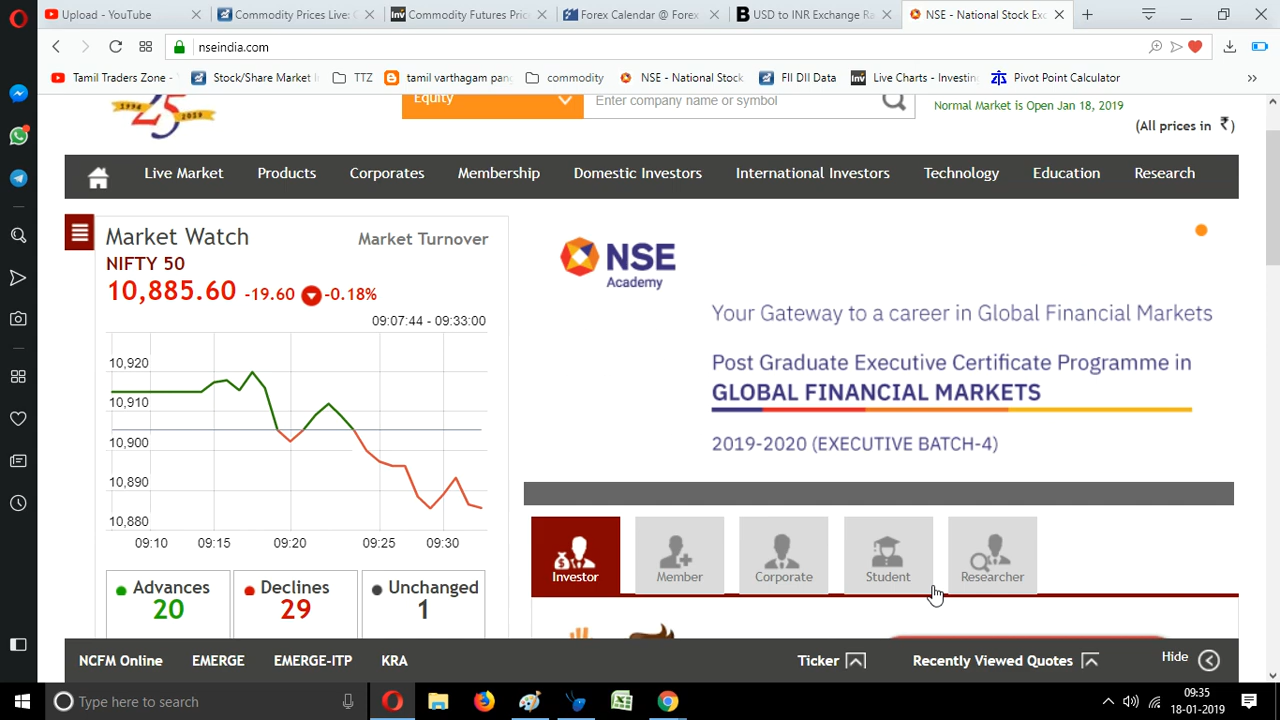 Upload - YouTube
Commodity Prices Live: C
Commodity Futures Pric
Forex Calendar @ Forex
USD to INR Exchange Ra
NSE - National Stock Exc
nseindia.com
Tamil Traders Zone -
Stock/Share Market I
TTZ
tamil varthagam pan
commodity
NSE - National Stock
FII DII Data
Live Charts - Investin
Pivot Point Calculator
1994 25 2019
Equity
Enter company name or symbol
Normal Market is Open Jan 18, 2019
(All prices in ₹)
Live Market
Products
Corporates
Membership
Domestic Investors
International Investors
Technology
Education
Research
Market Watch
Market Turnover
NIFTY 50
10,885.60 -19.60 -0.18%
09:07:44 - 09:33:00
10,920
10,910
10,900
10,890
10,880
09:10 09:15 09:20 09:25 09:30
Advances
20
Declines
29
Unchanged
1
NSE
Academy
Your Gateway to a career in Global Financial Markets
Post Graduate Executive Certificate Programme in
GLOBAL FINANCIAL MARKETS
2019-2020 (EXECUTIVE BATCH-4)
Investor
Member
Corporate
Student
Researcher
NCFM Online
EMERGE
EMERGE-ITP
KRA
Ticker
Recently Viewed Quotes
Hide
Type here to search
09:35
18-01-2019